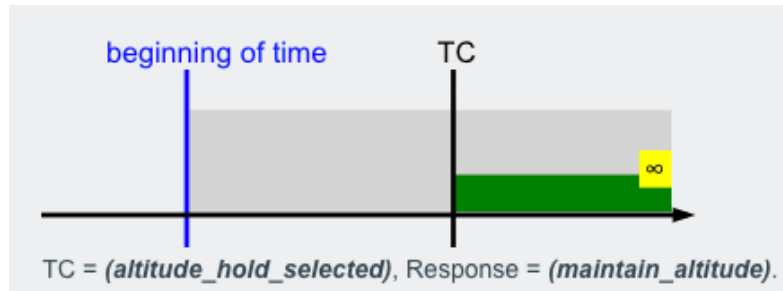 beginning of time TC
∞
TC = (altitude_hold_selected), Response = (maintain_altitude).